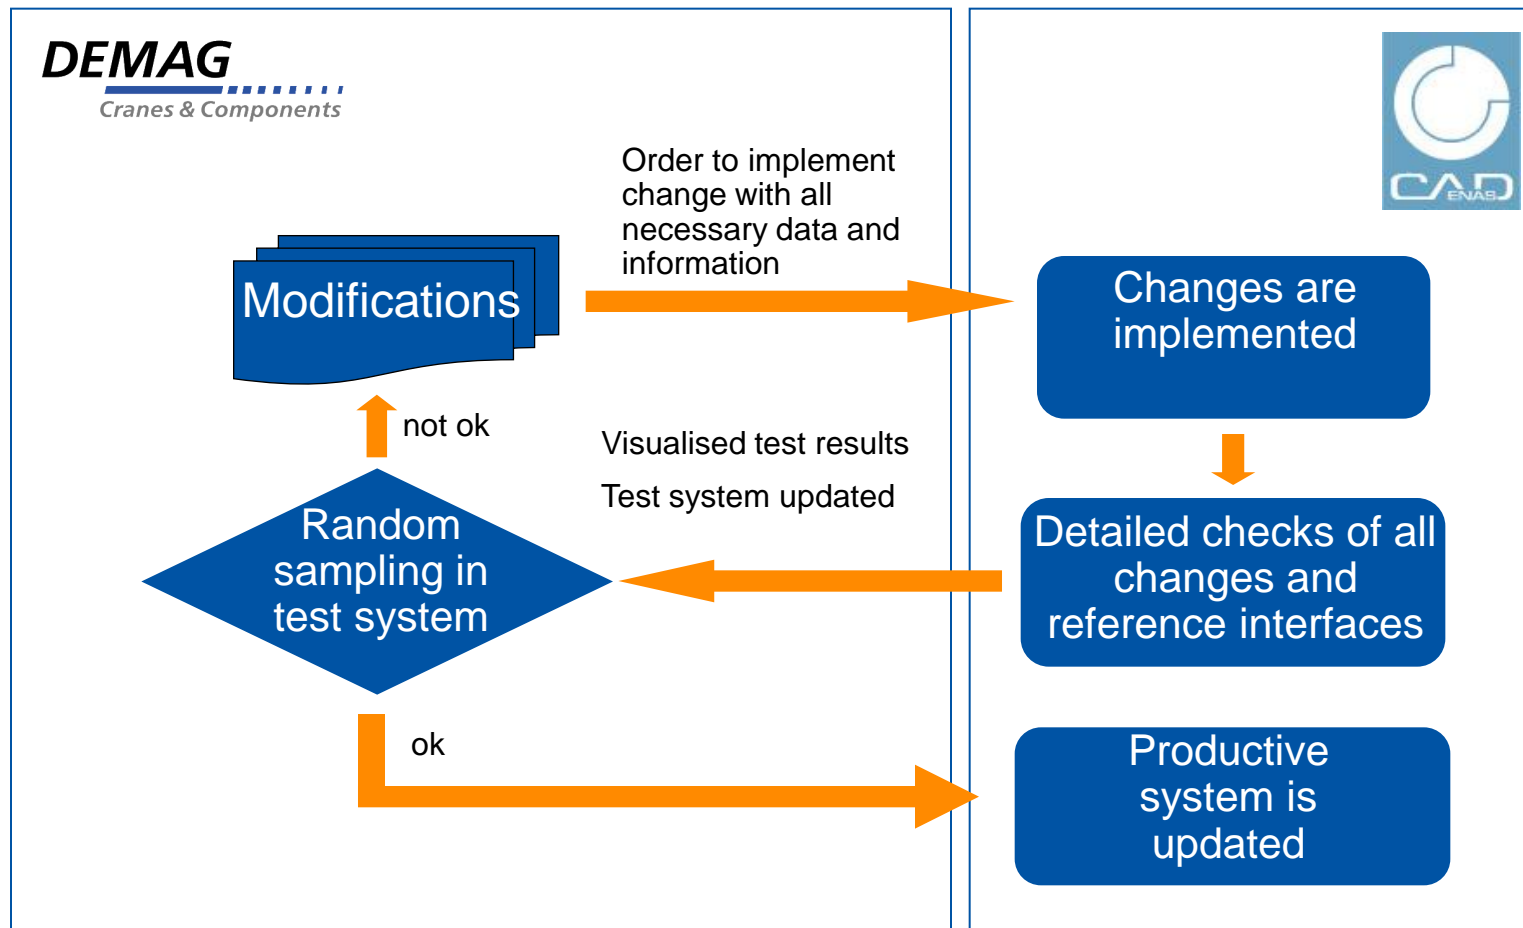 DEMAG
Cranes & Components
CADENAS
Order to implement
change with all
necessary data and
information
Modifications
Changes are
implemented
not ok
Visualised test results
Test system updated
Random
sampling in
test system
Detailed checks of all
changes and
reference interfaces
ok
Productive
system is
updated